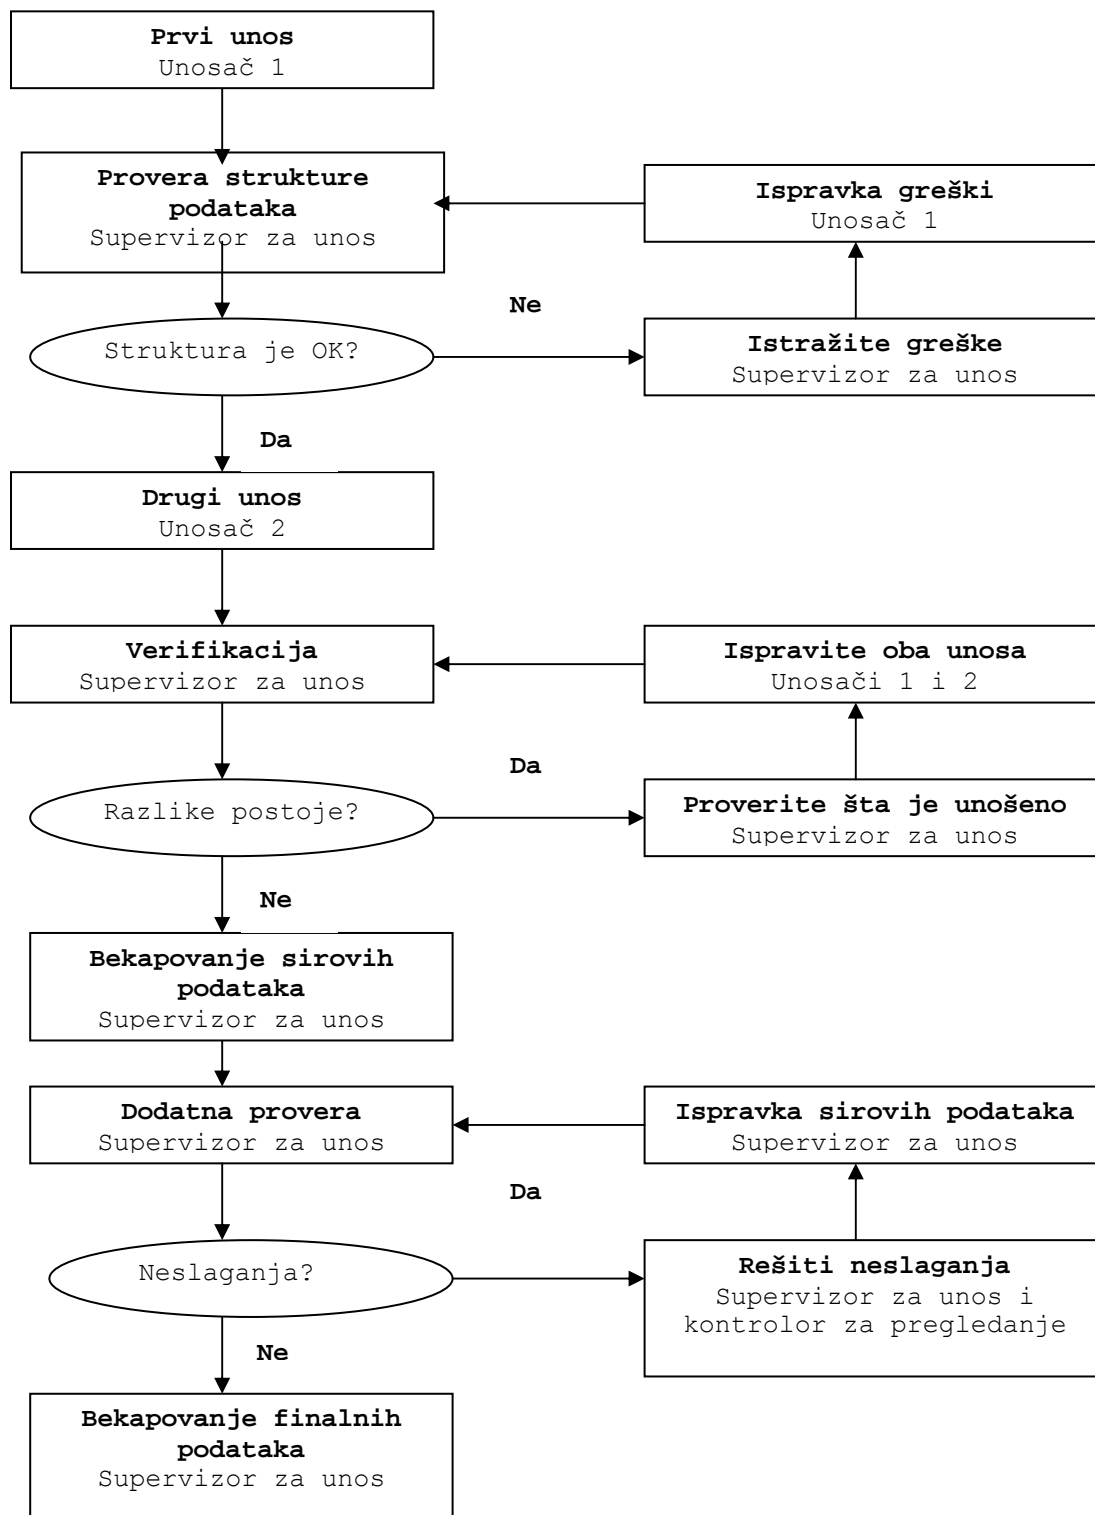 Prvi unos
Unosač 1
Provera strukture
podataka
Supervizor za unos
Ispravka greški
Unosač 1
Ne
Struktura je OK?
Istražite greške
Supervizor za unos
Da
Drugi unos
Unosač 2
Verifikacija
Supervizor za unos
Ispravite oba unosa
Unosači 1 i 2
Da
Razlike postoje?
Proverite šta je unošeno
Supervizor za unos
Ne
Bekapovanje sirovih
podataka
Supervizor za unos
Dodatna provera
Supervizor za unos
Ispravka sirovih podataka
Supervizor za unos
Da
Neslaganja?
Rešiti neslaganja
Supervizor za unos i
kontrolor za pregledanje
Ne
Bekapovanje finalnih
podataka
Supervizor za unos